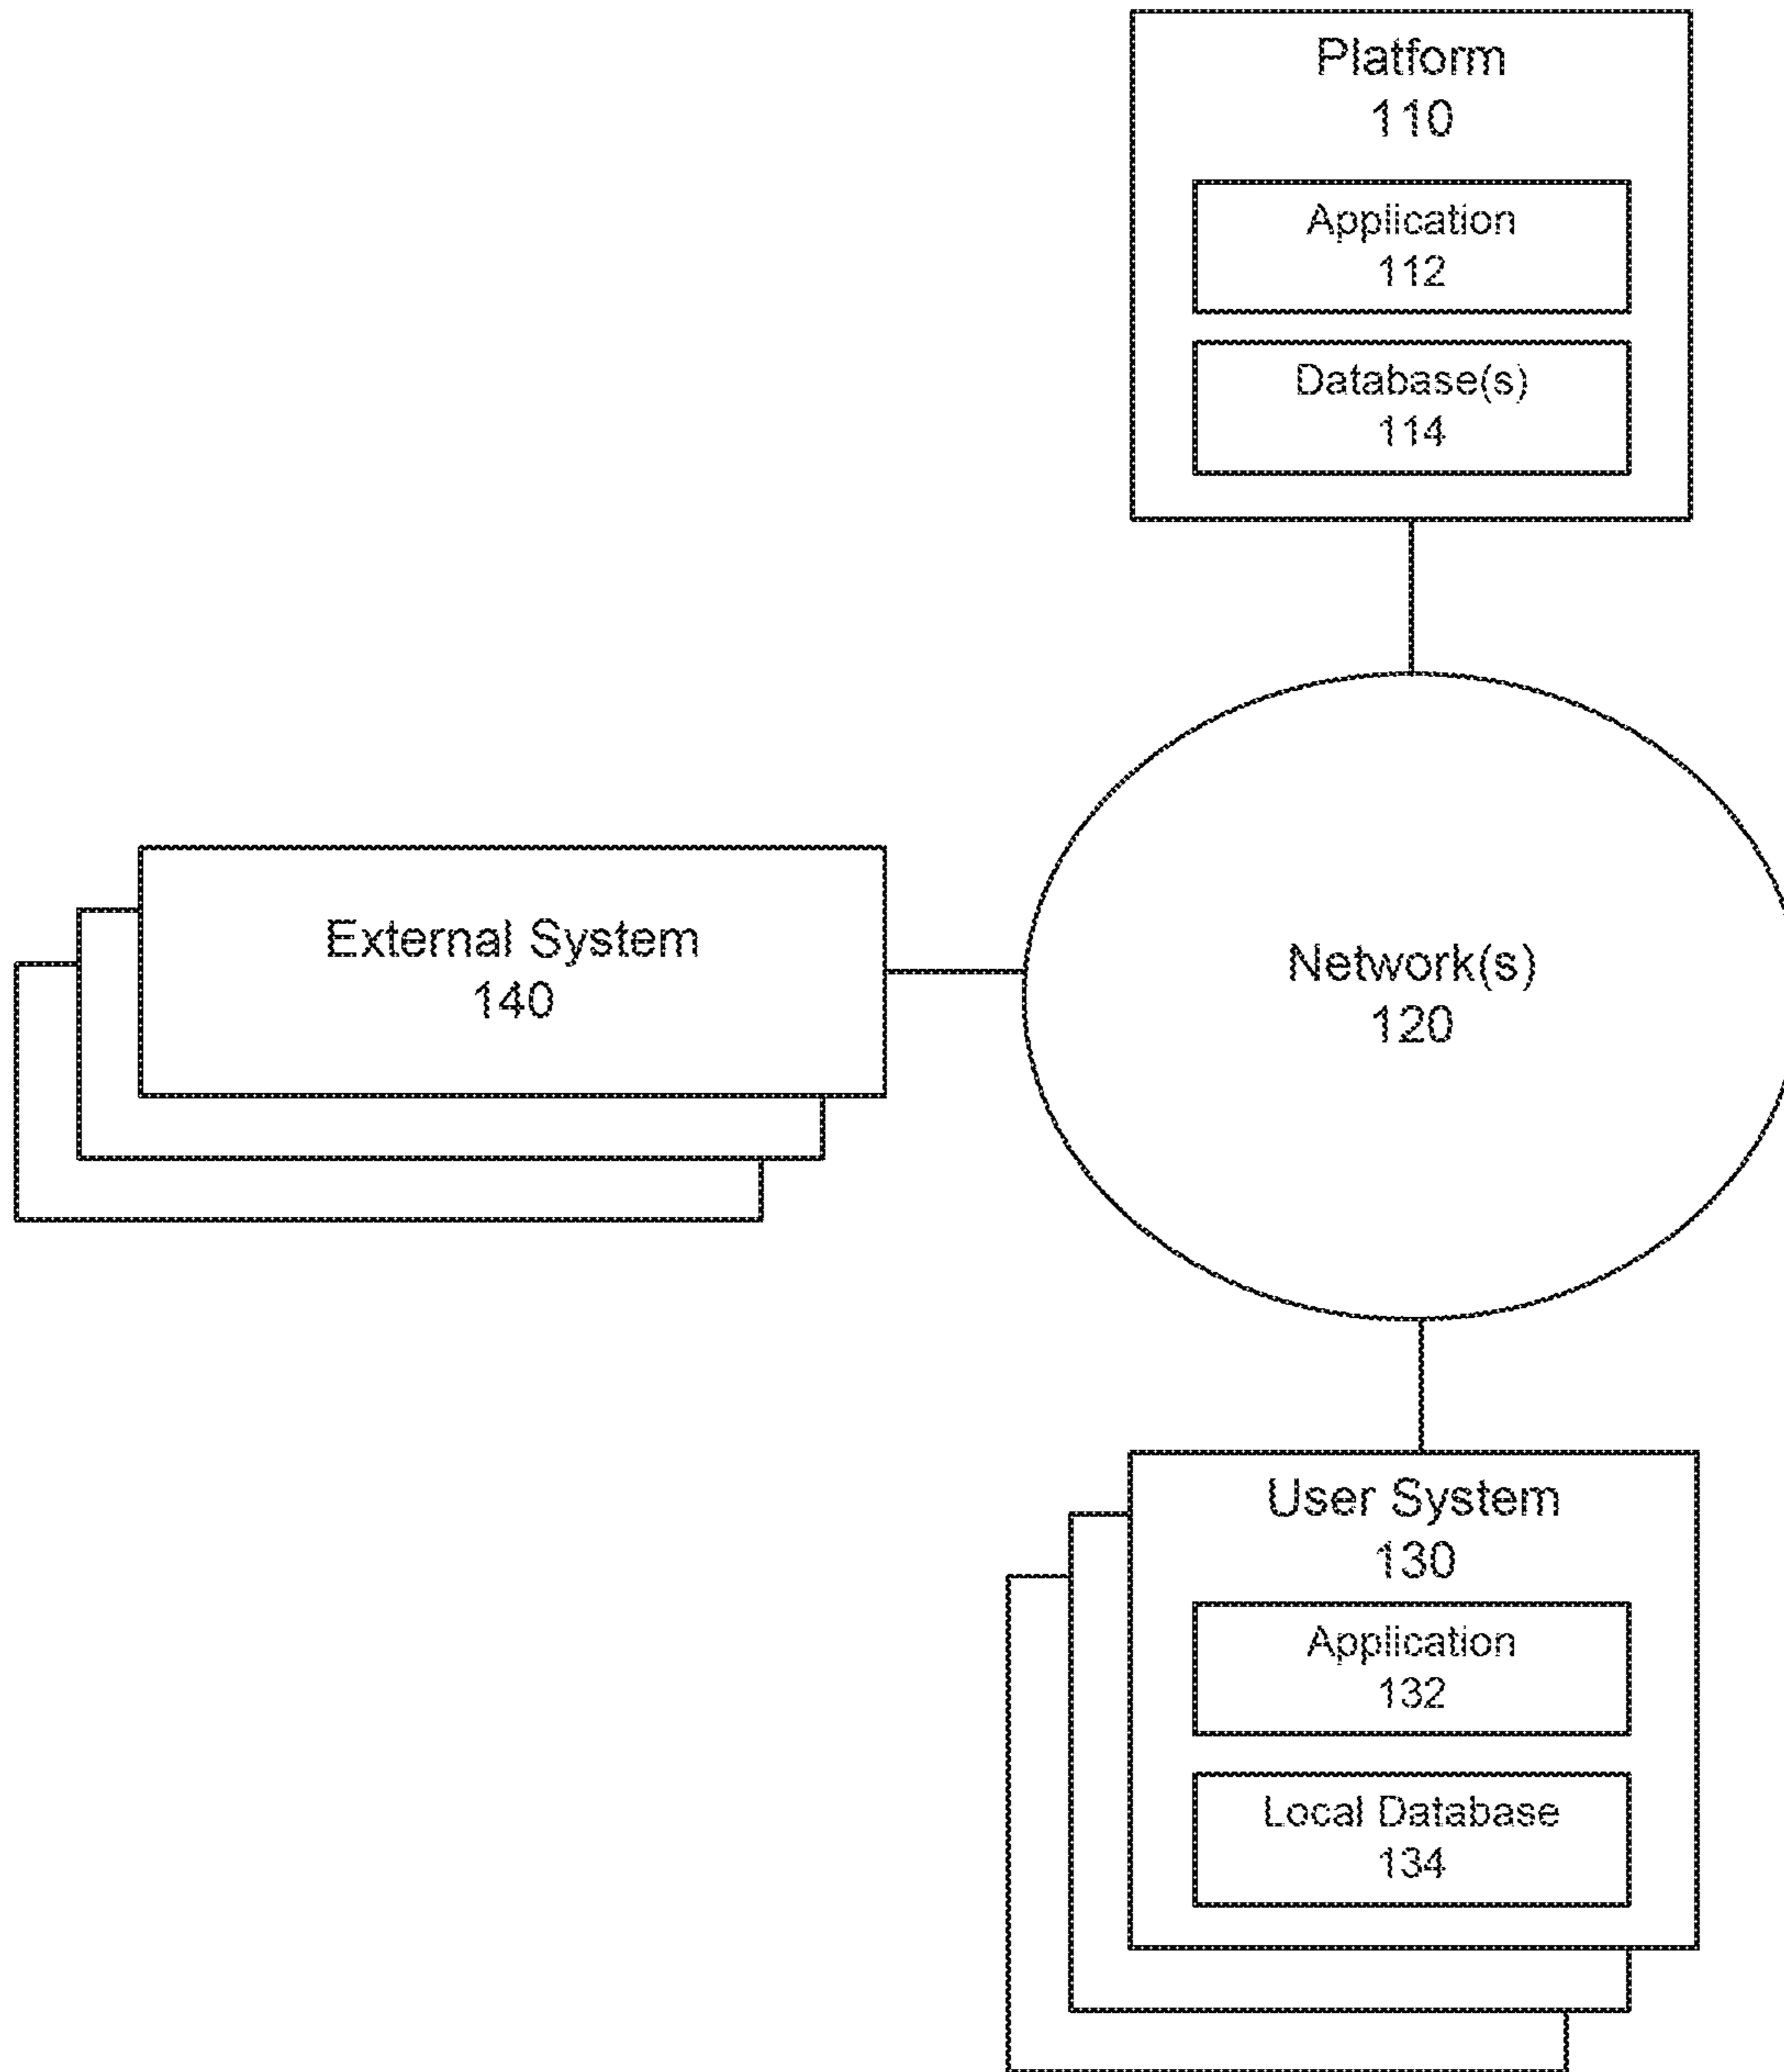 Platform
110
Application
112
Database(s)
114
External System
140
Network(s)
120
User System
130
Application
132
Local Database
134